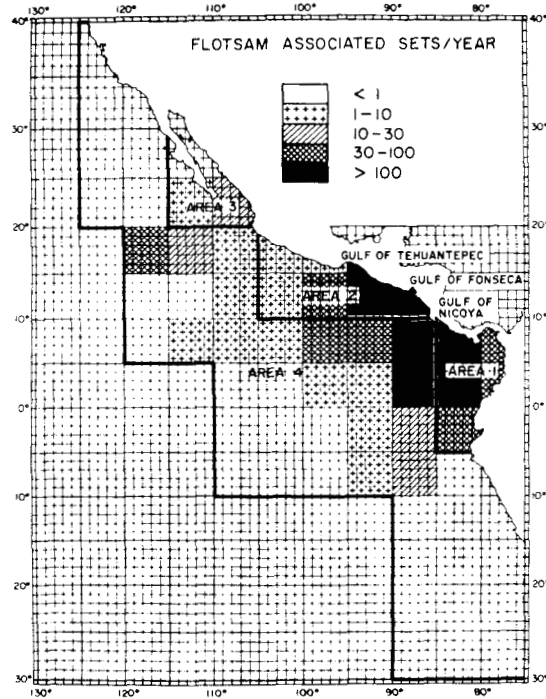 130° 120° 110° 100° 90° 80°
40° 40°
FLOTSAM ASSOCIATED SETS/YEAR
< 1
1-10
10-30
30-100
> 100
30° 30°
AREA 3
20° 20°
GULF OF TEHUANTEPEC
GULF OF FONSECA
AREA 2
GULF OF
NICOYA
10° 10°
AREA 4
AREA 1
0° 0°
10° 10°
20° 20°
30° 30°
130° 120° 110° 100° 90° 80°